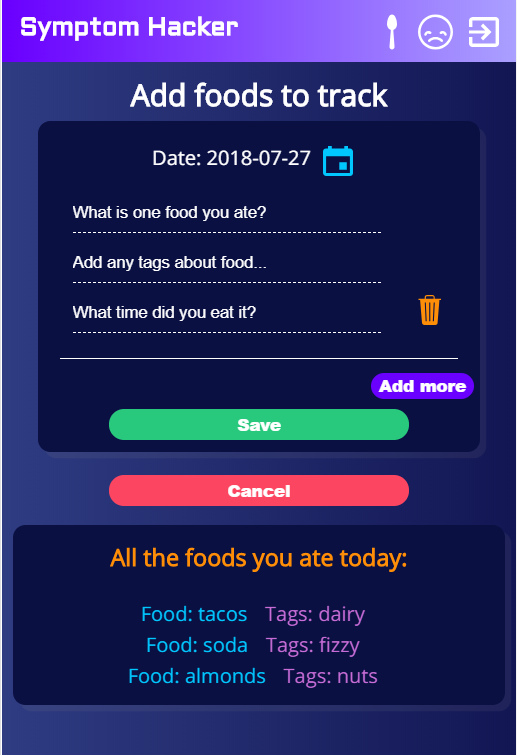 Symptom Hacker
Add foods to track
Date: 2018-07-27
What is one food you ate?
Add any tags about food...
What time did you eat it?
Add more
Save
Cancel
All the foods you ate today:
Food: tacos Tags: dairy
Food: soda Tags: fizzy
Food: almonds Tags: nuts